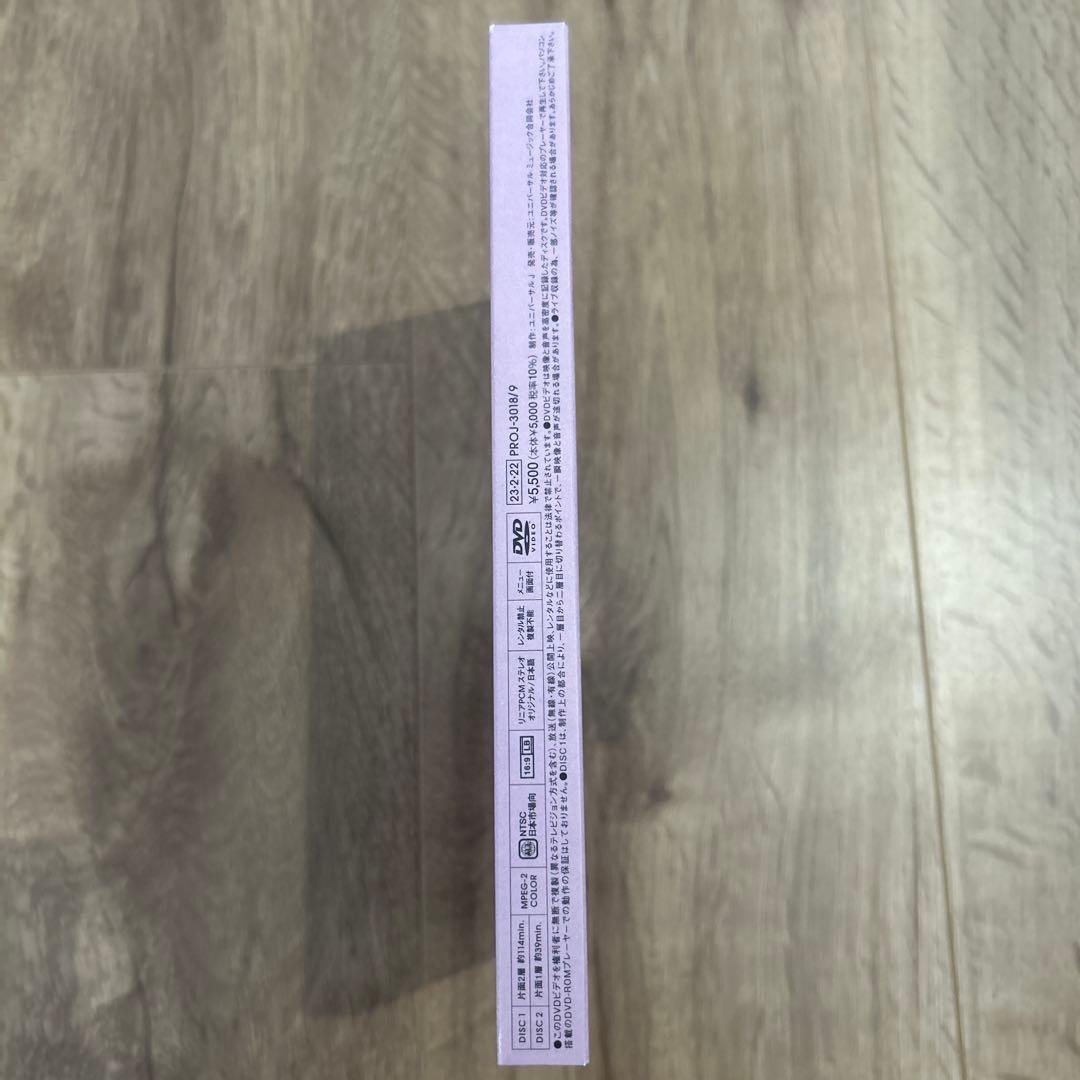 DISC 1 片面2層 約114min.
DISC 2 片面1層 約39min.
MPEG-2
COLOR
ALL NTSC
日本市場向
16:9 LB
リニアPCM ステレオ
オリジナル/日本語
レンタル禁止
複製不能
メニュー
画面付
DVD
VIDEO
23・2・22 PROJ-3018/9
¥5,500(本体¥5,000 税率10%) 制作:ユニバーサル J 発売・販売元:ユニバーサル ミュージック合同会社
●このDVDビデオを権利者に無断で複製(異なるテレビジョン方式を含む)、放送(無線・有線)公開上映、レンタルなどに使用することは法律で禁止されています。●DVDビデオは映像と音声を高密度に記録したディスクです。DVDビデオ対応のプレーヤーで再生して下さい。パソコン
搭載のDVD-ROMプレーヤーでの動作の保証はしておりません。●DISC 1は、制作上の都合により、一層目から二層目に切り替わるポイントで、一瞬映像と音声が途切れる場合があります。●ライブ収録の為、一部ノイズ等が確認される場合があります。あらかじめご了承下さい。